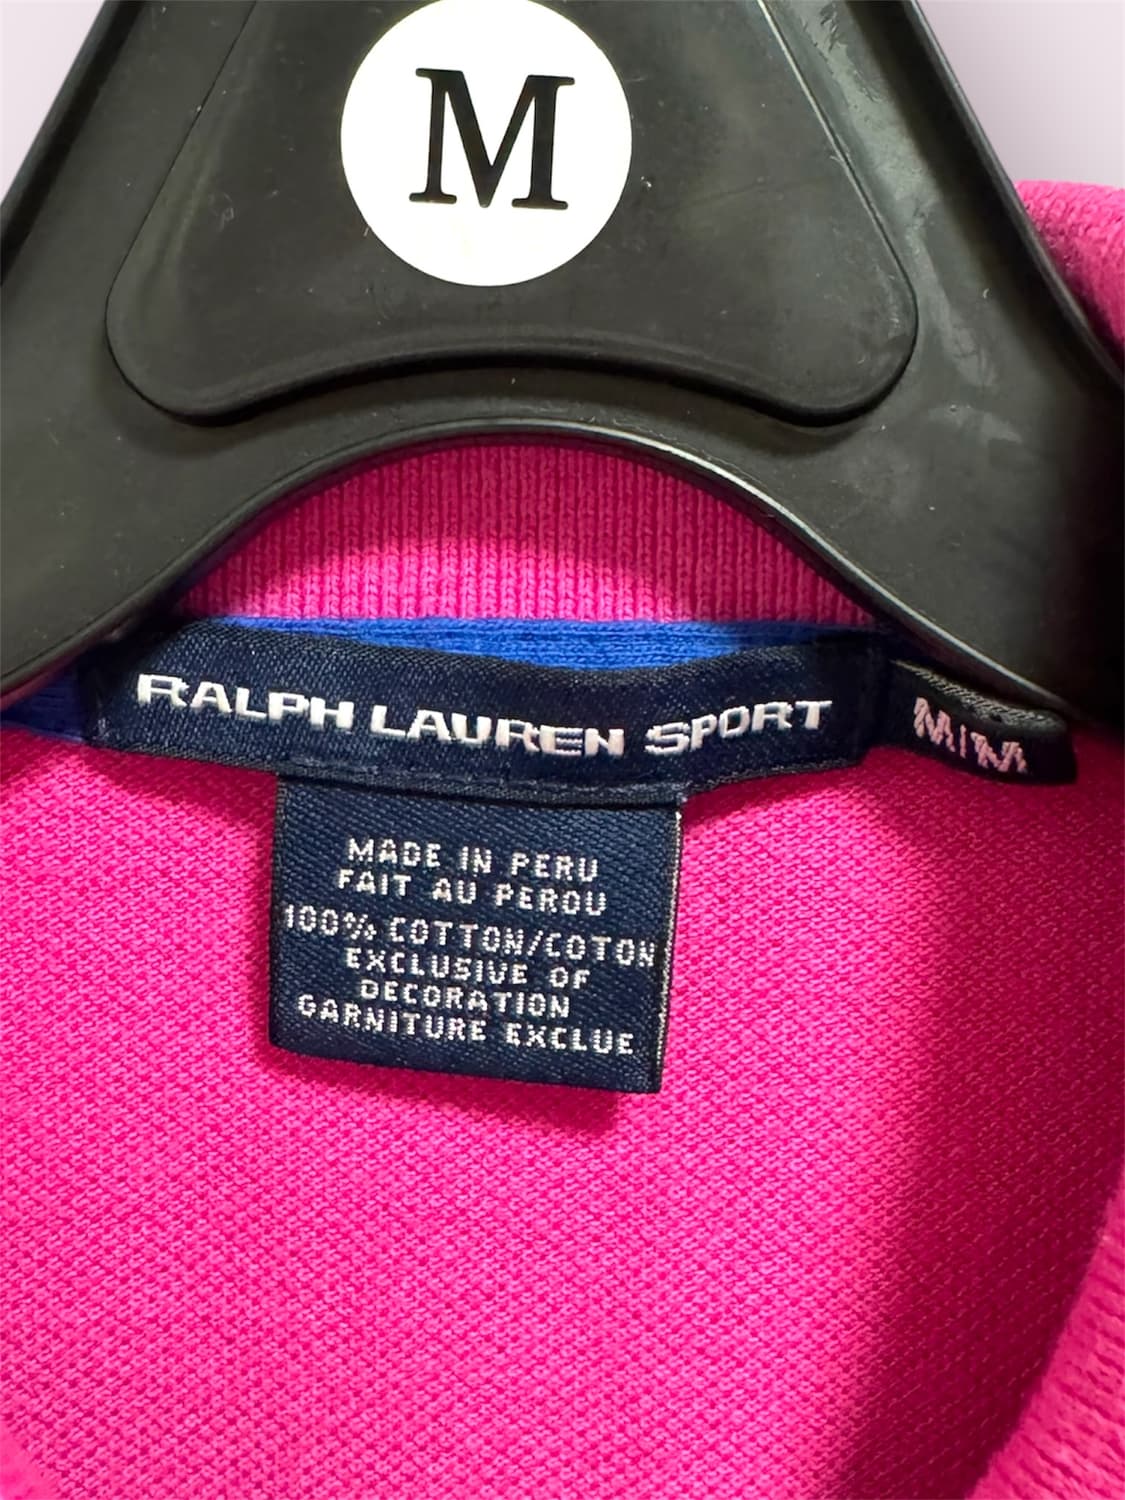 M
RALPH LAUREN SPORT
M/M
MADE IN PERU
FAIT AU PEROU
100% COTTON/COTON
EXCLUSIVE OF
DECORATION
GARNITURE EXCLUE